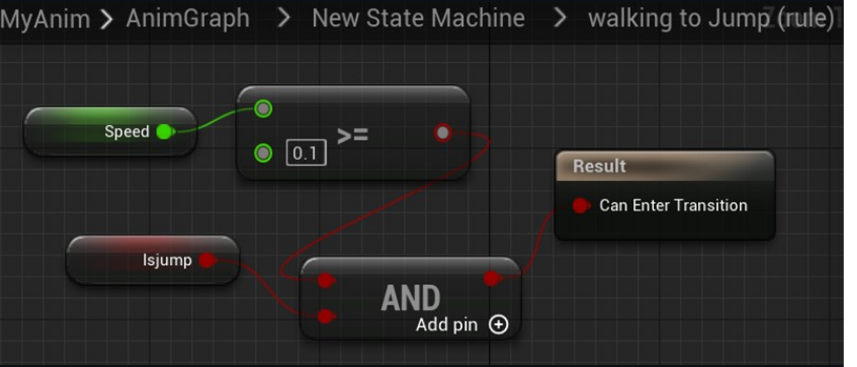 MyAnim > AnimGraph > New State Machine > walking to Jump (rule)
Speed
>=
0.1
Result
Can Enter Transition
Isjump
AND
Add pin